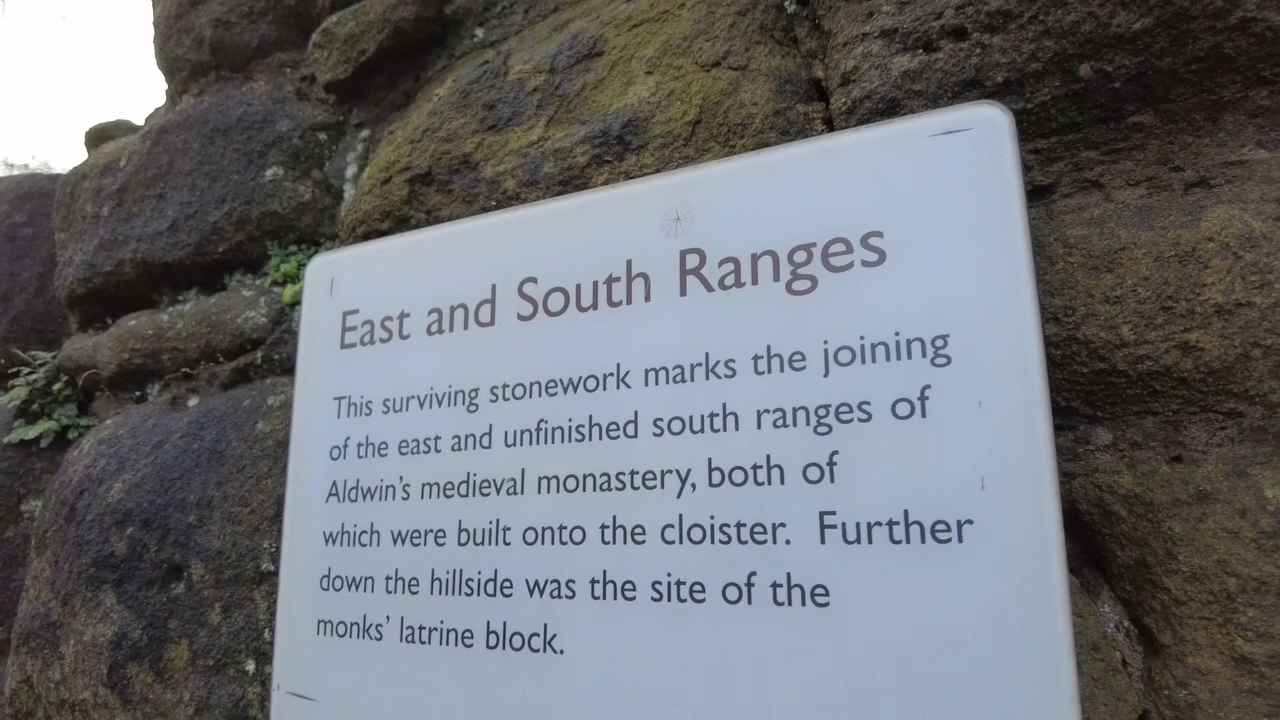 East and South Ranges
This surviving stonework marks the joining
of the east and unfinished south ranges of
Aldwin's medieval monastery, both of
which were built onto the cloister.  Further
down the hillside was the site of the
monks' latrine block.